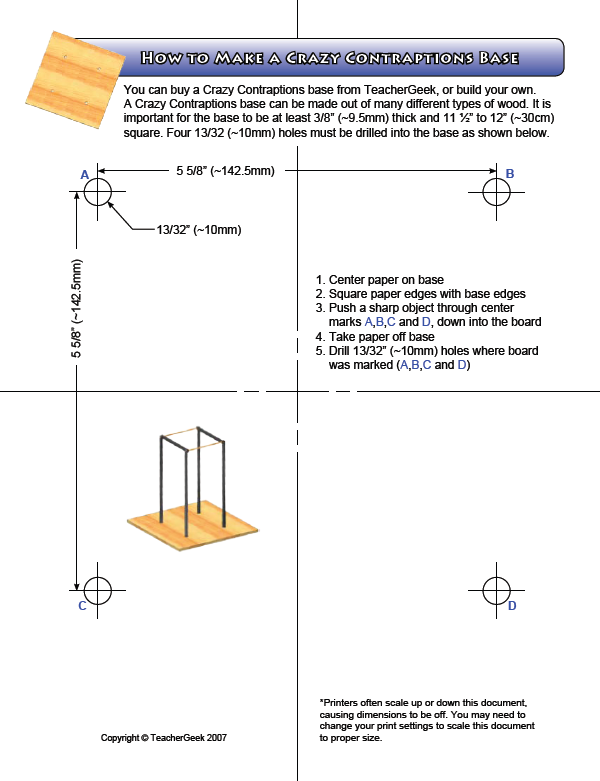 How to Make a Crazy Contraptions Base
You can buy a Crazy Contraptions base from TeacherGeek, or build your own.
A Crazy Contraptions base can be made out of many different types of wood. It is
important for the base to be at least 3/8” (~9.5mm) thick and 11 ½” to 12” (~30cm)
square. Four 13/32 (~10mm) holes must be drilled into the base as shown below.
A
5 5/8” (~142.5mm)
B
13/32” (~10mm)
5 5/8” (~142.5mm)
1. Center paper on base
2. Square paper edges with base edges
3. Push a sharp object through center
marks A,B,C and D, down into the board
4. Take paper off base
5. Drill 13/32” (~10mm) holes where board
was marked (A,B,C and D)
C
D
*Printers often scale up or down this document,
causing dimensions to be off. You may need to
change your print settings to scale this document
to proper size.
Copyright © TeacherGeek 2007